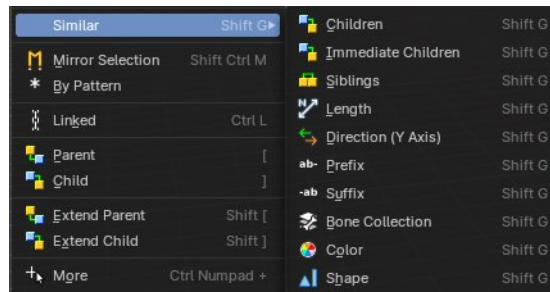 Similar Shift G
Mirror Selection Shift Ctrl M
By Pattern
Linked Ctrl L
Parent [
Child ]
Extend Parent Shift [
Extend Child Shift ]
More Ctrl Numpad +
Children Shift G
Immediate Children Shift G
Siblings Shift G
Length Shift G
Direction (Y Axis) Shift G
ab- Prefix Shift G
-ab Suffix Shift G
Bone Collection Shift G
Color Shift G
Shape Shift G